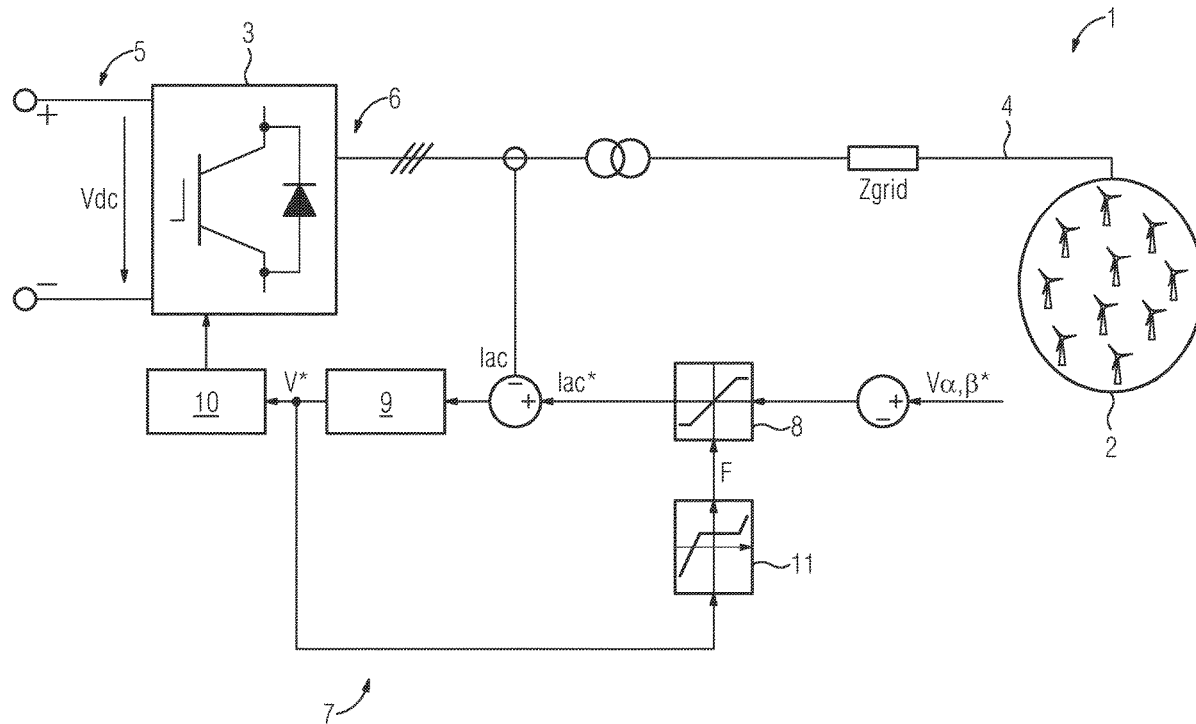 1
5
3
6
4
+
Vdc
Zgrid
−
Iac
−
+
Iac*
V*
10
9
8
+
−
Vα,β*
2
F
11
7